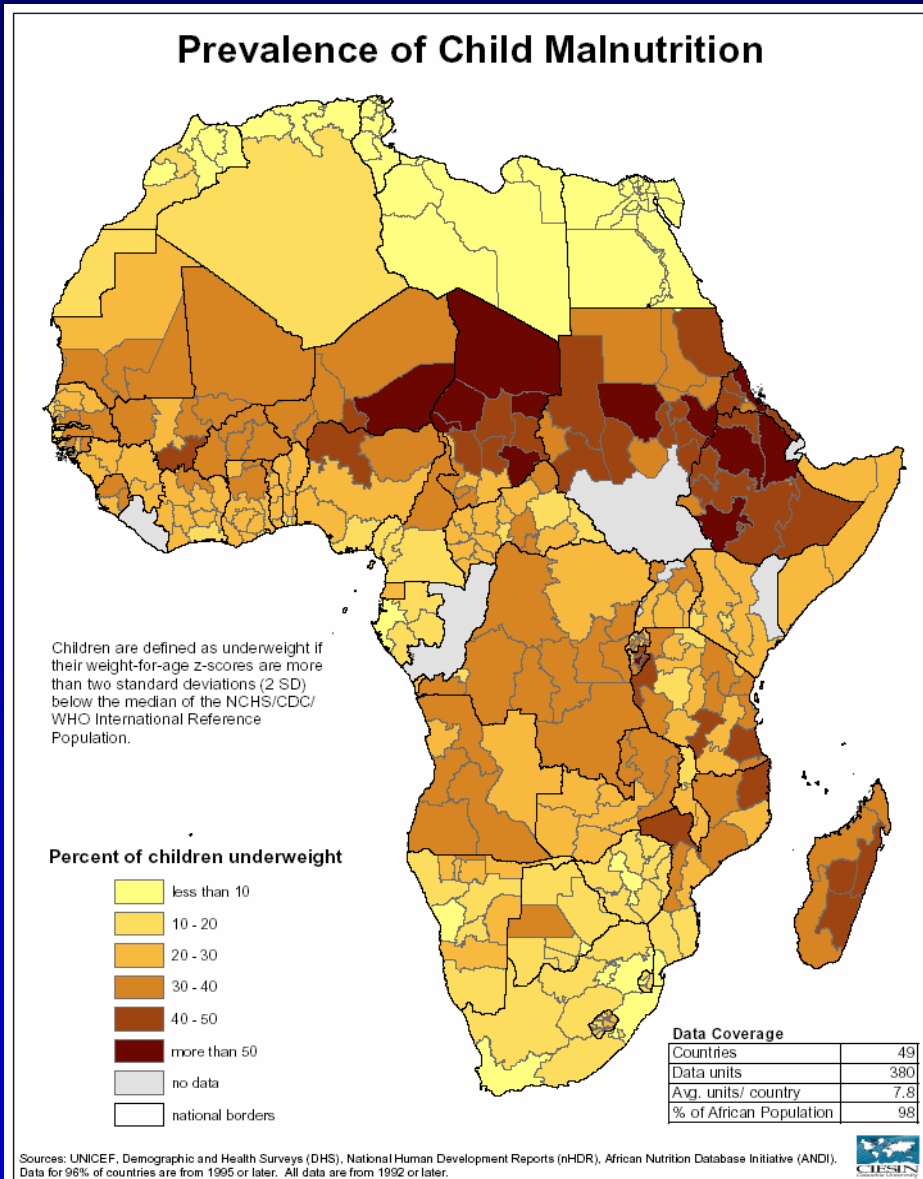 Prevalence of Child Malnutrition
Children are defined as underweight if
their weight-for-age z-scores are more
than two standard deviations (2 SD)
below the median of the NCHS/CDC/
WHO International Reference
Population.
Percent of children underweight
less than 10
10 - 20
20 - 30
30 - 40
40 - 50
more than 50
no data
national borders
Data Coverage
Countries 49
Data units 380
Avg. units/ country 7.8
% of African Population 98
Sources: UNICEF, Demographic and Health Surveys (DHS), National Human Development Reports (nHDR), African Nutrition Database Initiative (ANDI).
Data for 96% of countries are from 1995 or later. All data are from 1992 or later.
CIESIN